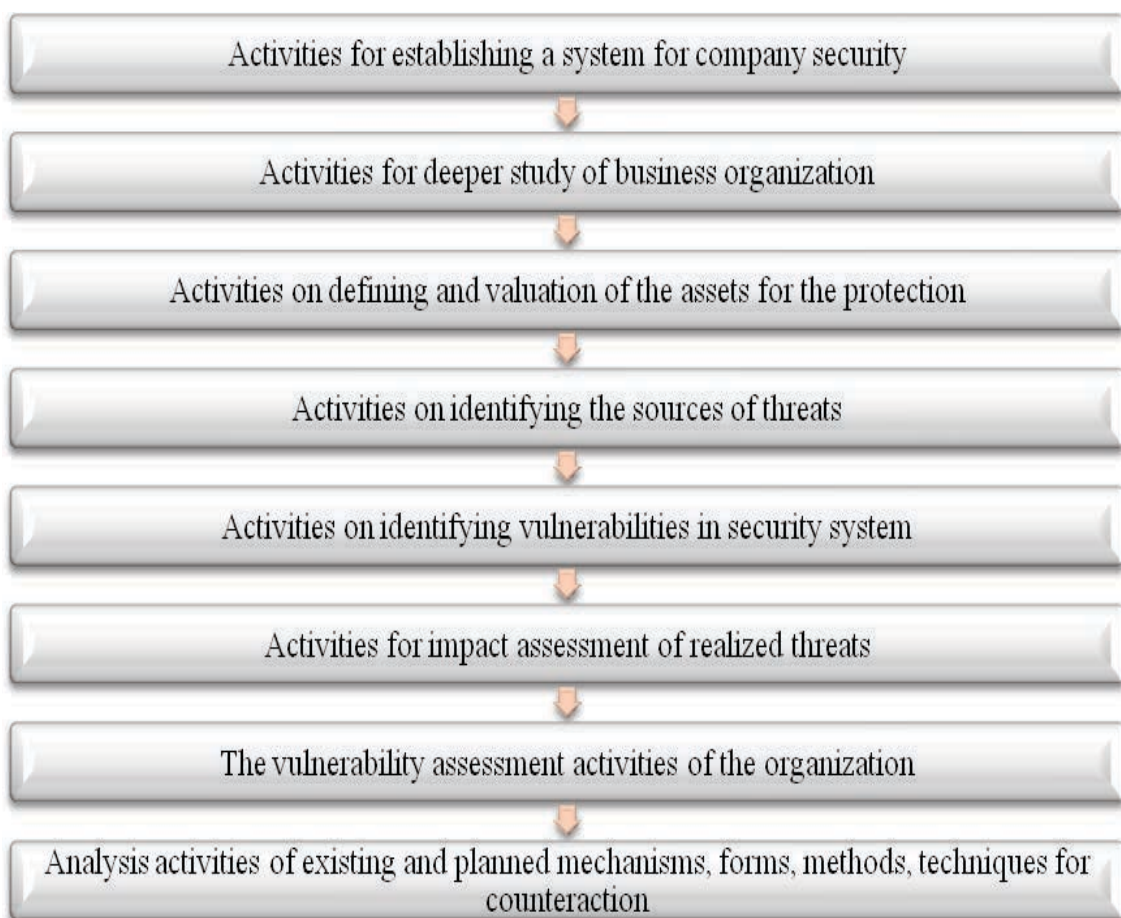 Activities for establishing a system for company security
Activities for deeper study of business organization
Activities on defining and valuation of the assets for the protection
Activities on identifying the sources of threats
Activities on identifying vulnerabilities in security system
Activities for impact assessment of realized threats
The vulnerability assessment activities of the organization
Analysis activities of existing and planned mechanisms, forms, methods, techniques for
counteraction